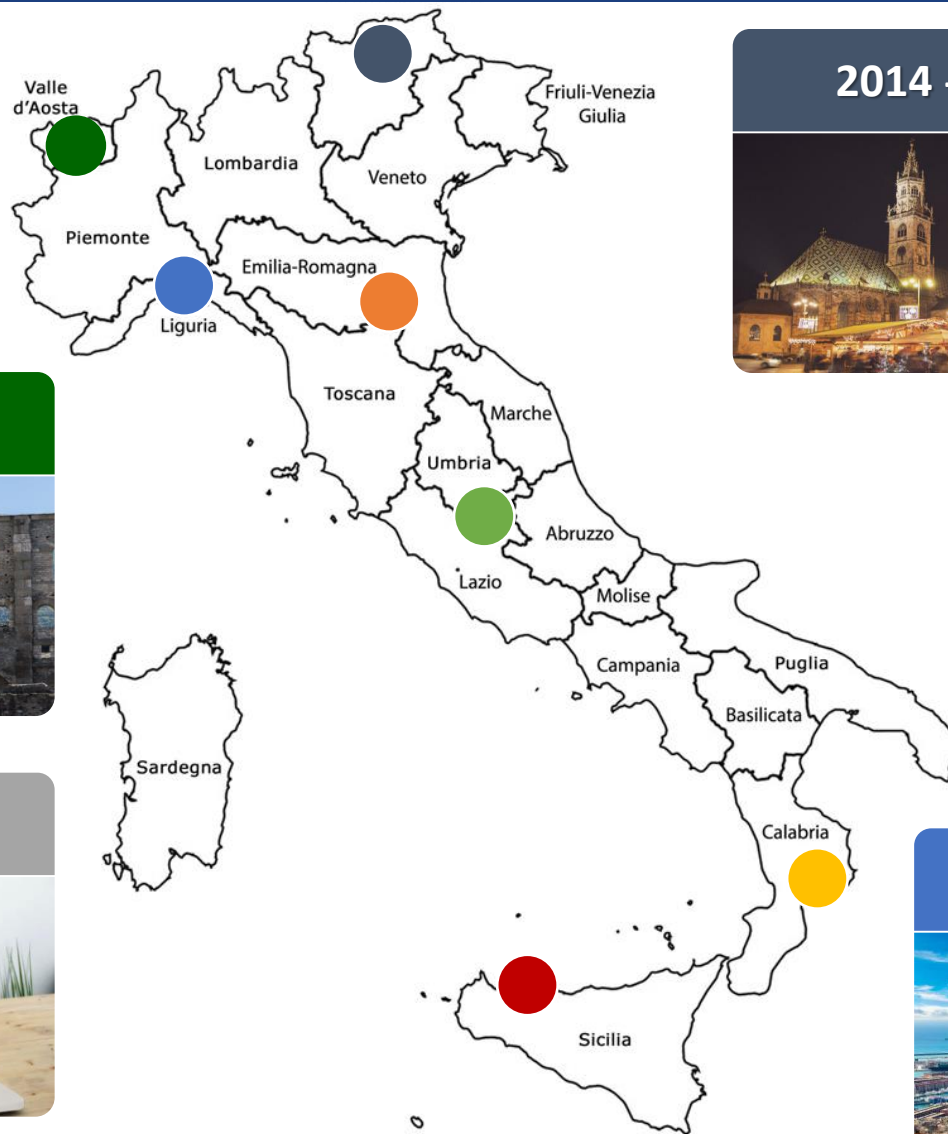 2014 -
Valle
d'Aosta
Friuli-Venezia
Giulia
Lombardia
Veneto
Piemonte
Emilia-Romagna
Liguria
Toscana
Marche
Umbria
Abruzzo
Lazio
Molise
Campania
Puglia
Basilicata
Sardegna
Calabria
Sicilia